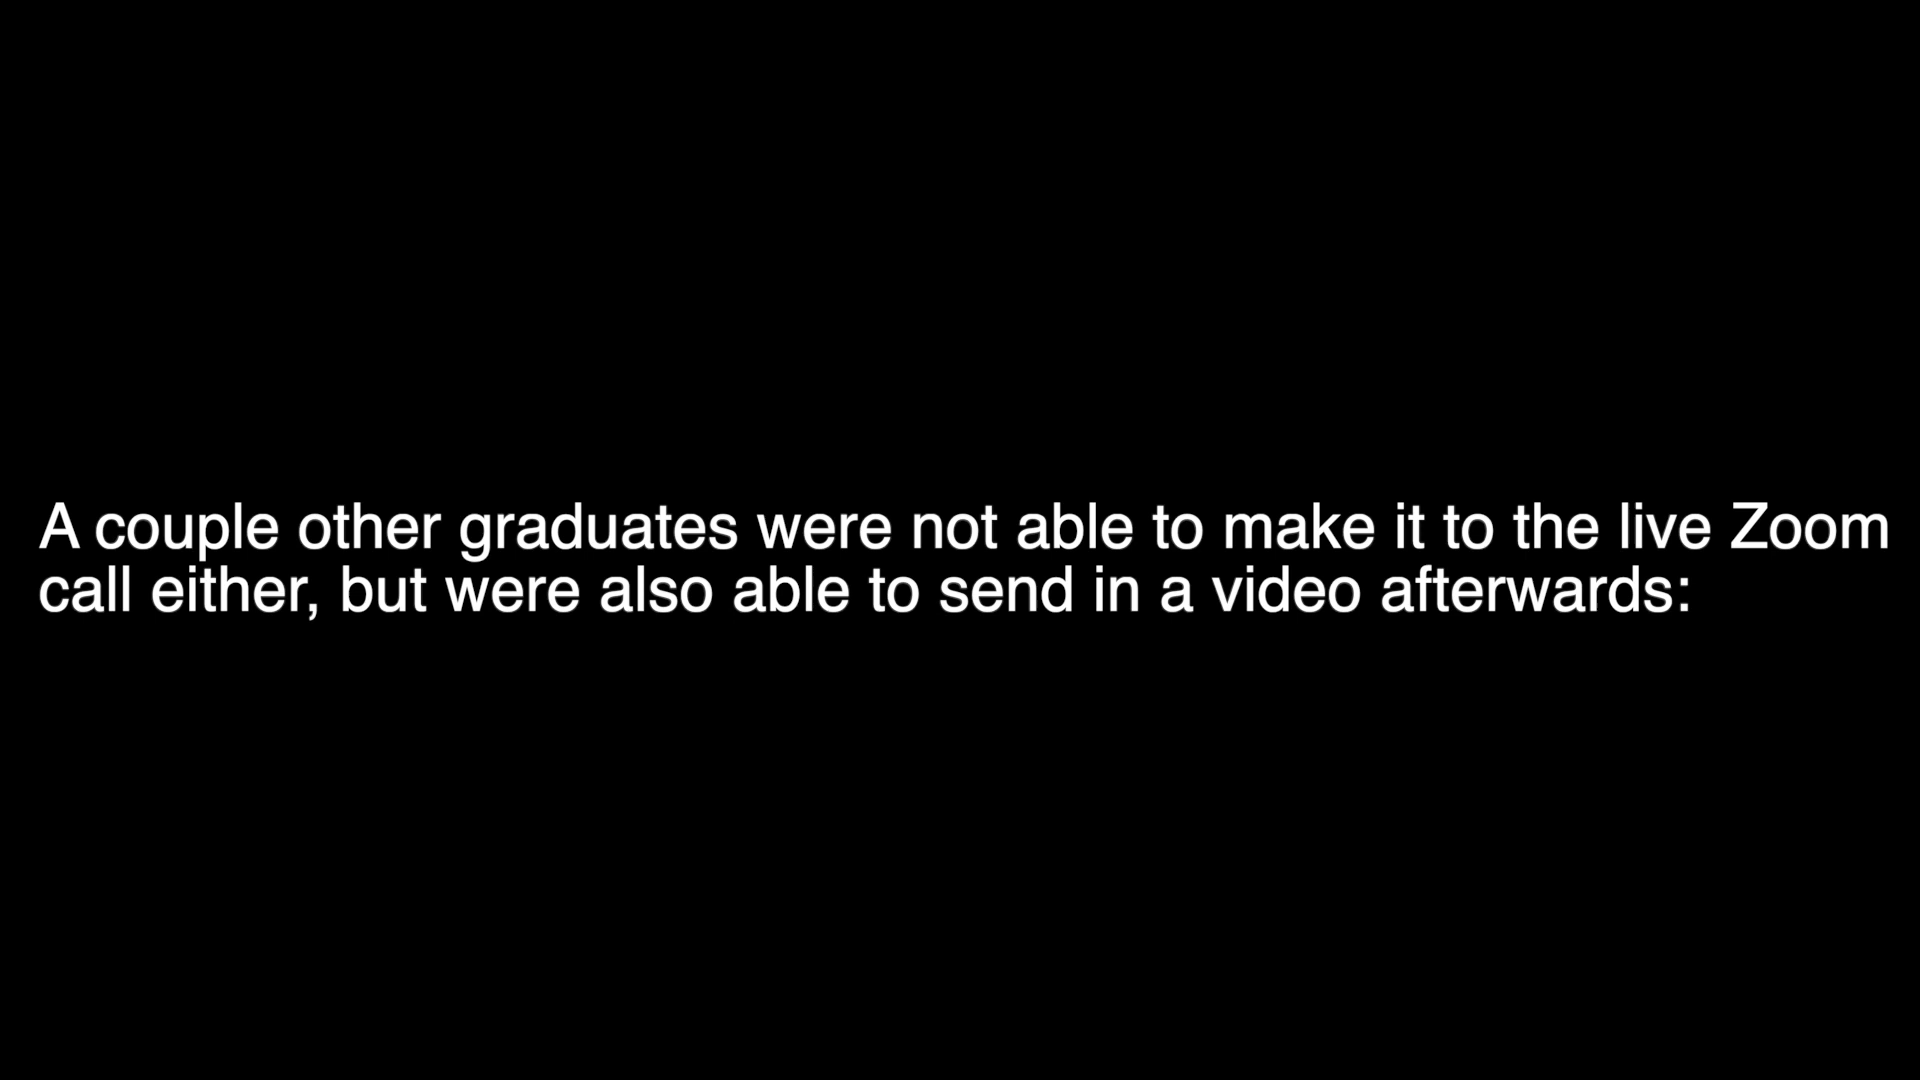 A couple other graduates were not able to make it to the live Zoom
call either, but were also able to send in a video afterwards: